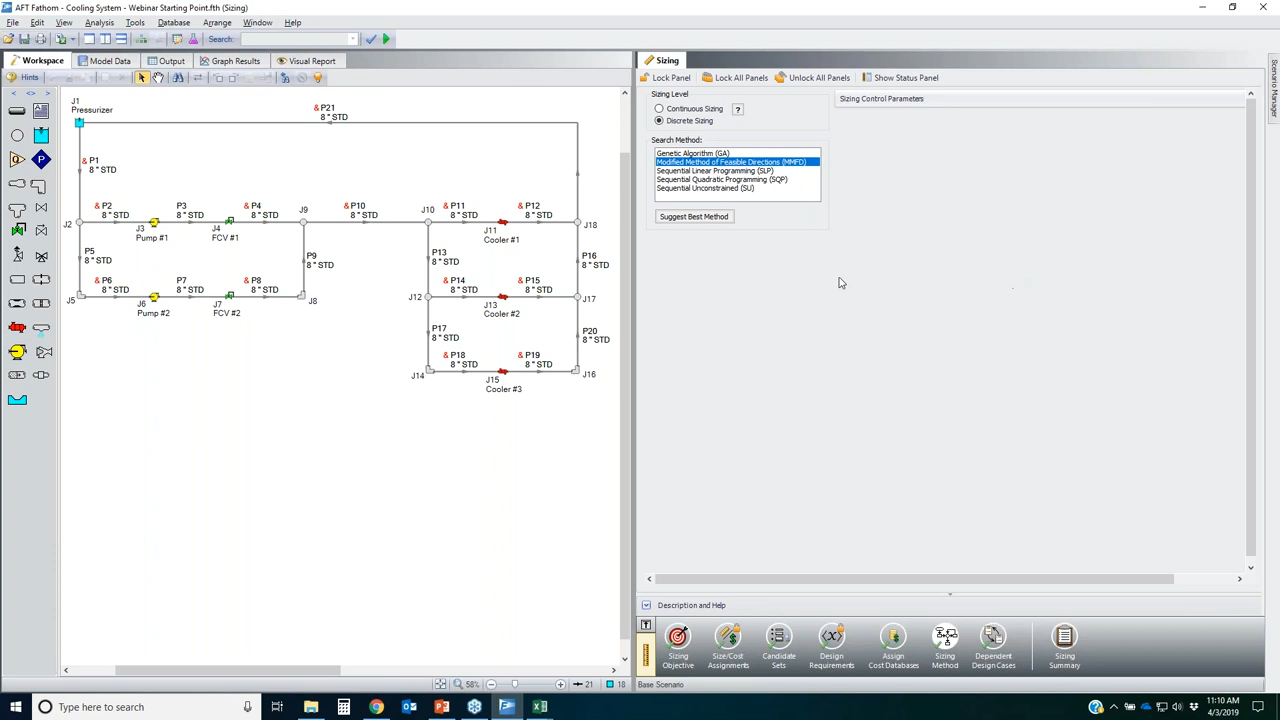 AFT Fathom - Cooling System - Webinar Starting Point.fth (Sizing)
File Edit View Analysis Tools Database Arrange Window Help
Search:
Workspace Model Data Output Graph Results Visual Report
Hints
J1
Pressurizer
& P21
8 " STD
& P1
8 " STD
& P2
8 " STD
P3
8 " STD
& P4
8 " STD
J9
& P10
8 " STD
J10
& P11
8 " STD
& P12
8 " STD
J2
J3
Pump #1
J4
FCV #1
J11
Cooler #1
J18
P5
8 " STD
P9
8 " STD
P13
8 " STD
P16
8 " STD
& P6
8 " STD
P7
8 " STD
& P8
8 " STD
& P14
8 " STD
& P15
8 " STD
J5
J6
Pump #2
J7
FCV #2
J8
J12
J13
Cooler #2
J17
P17
8 " STD
P20
8 " STD
& P18
8 " STD
& P19
8 " STD
J14
J15
Cooler #3
J16
58% 21 18
Sizing
Lock Panel Lock All Panels Unlock All Panels Show Status Panel
Sizing Level
Continuous Sizing ?
Discrete Sizing
Sizing Control Parameters
Search Method:
Genetic Algorithm (GA)
Modified Method of Feasible Directions (MMFD)
Sequential Linear Programming (SLP)
Sequential Quadratic Programming (SQP)
Sequential Unconstrained (SU)
Suggest Best Method
Scenario Manager
Description and Help
Sizing
Objective
Size/Cost
Assignments
Candidate
Sets
Design
Requirements
Assign
Cost Databases
Sizing
Method
Dependent
Design Cases
Sizing
Summary
Base Scenario
Type here to search
11:10 AM
4/3/2019